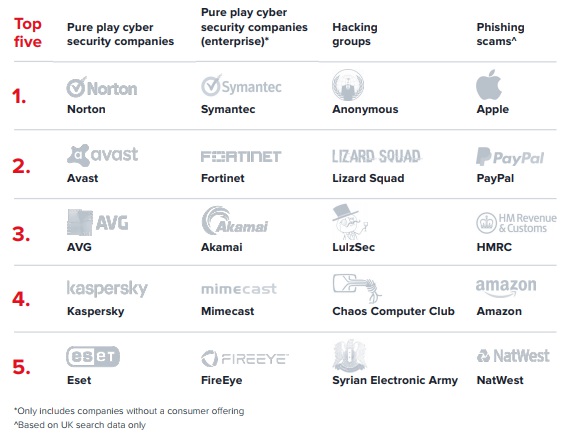 Top five
Pure play cyber security companies
Pure play cyber security companies (enterprise)*
Hacking groups
Phishing scams^
1.
Norton
Symantec
Norton
Symantec
Anonymous
Apple
2.
avast
FORTINET
LIZARD SQUAD
PayPal
Avast
Fortinet
Lizard Squad
PayPal
3.
AVG
Akamai
HM Revenue & Customs
AVG
Akamai
LulzSec
HMRC
4.
kaspersky
mimecast
amazon
Kaspersky
Mimecast
Chaos Computer Club
Amazon
5.
eseT
FIREEYE
NatWest
Eset
FireEye
Syrian Electronic Army
NatWest
*Only includes companies without a consumer offering
^Based on UK search data only